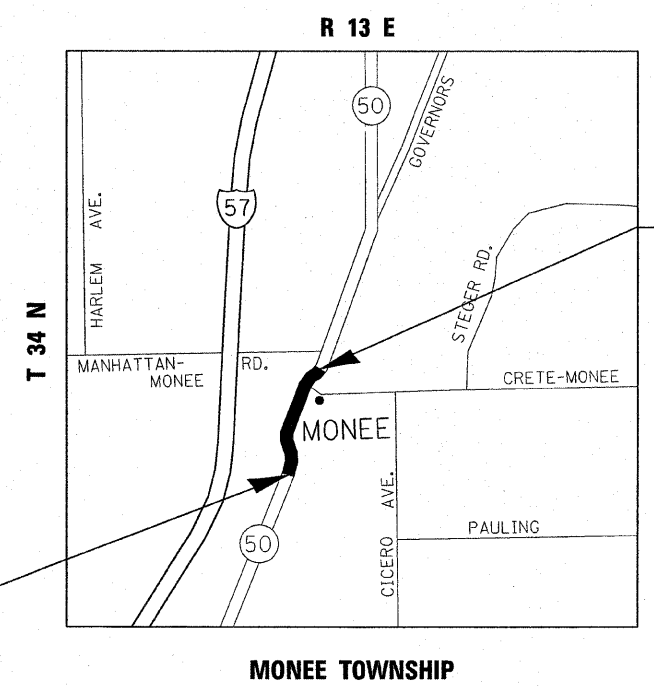 R 13 E
50
GOVERNORS
57
HARLEM AVE.
STEGER RD.
T 34 N
MANHATTAN-
MONEE
RD.
CRETE-MONEE
MONEE
CICERO AVE.
PAULING
50
MONEE TOWNSHIP